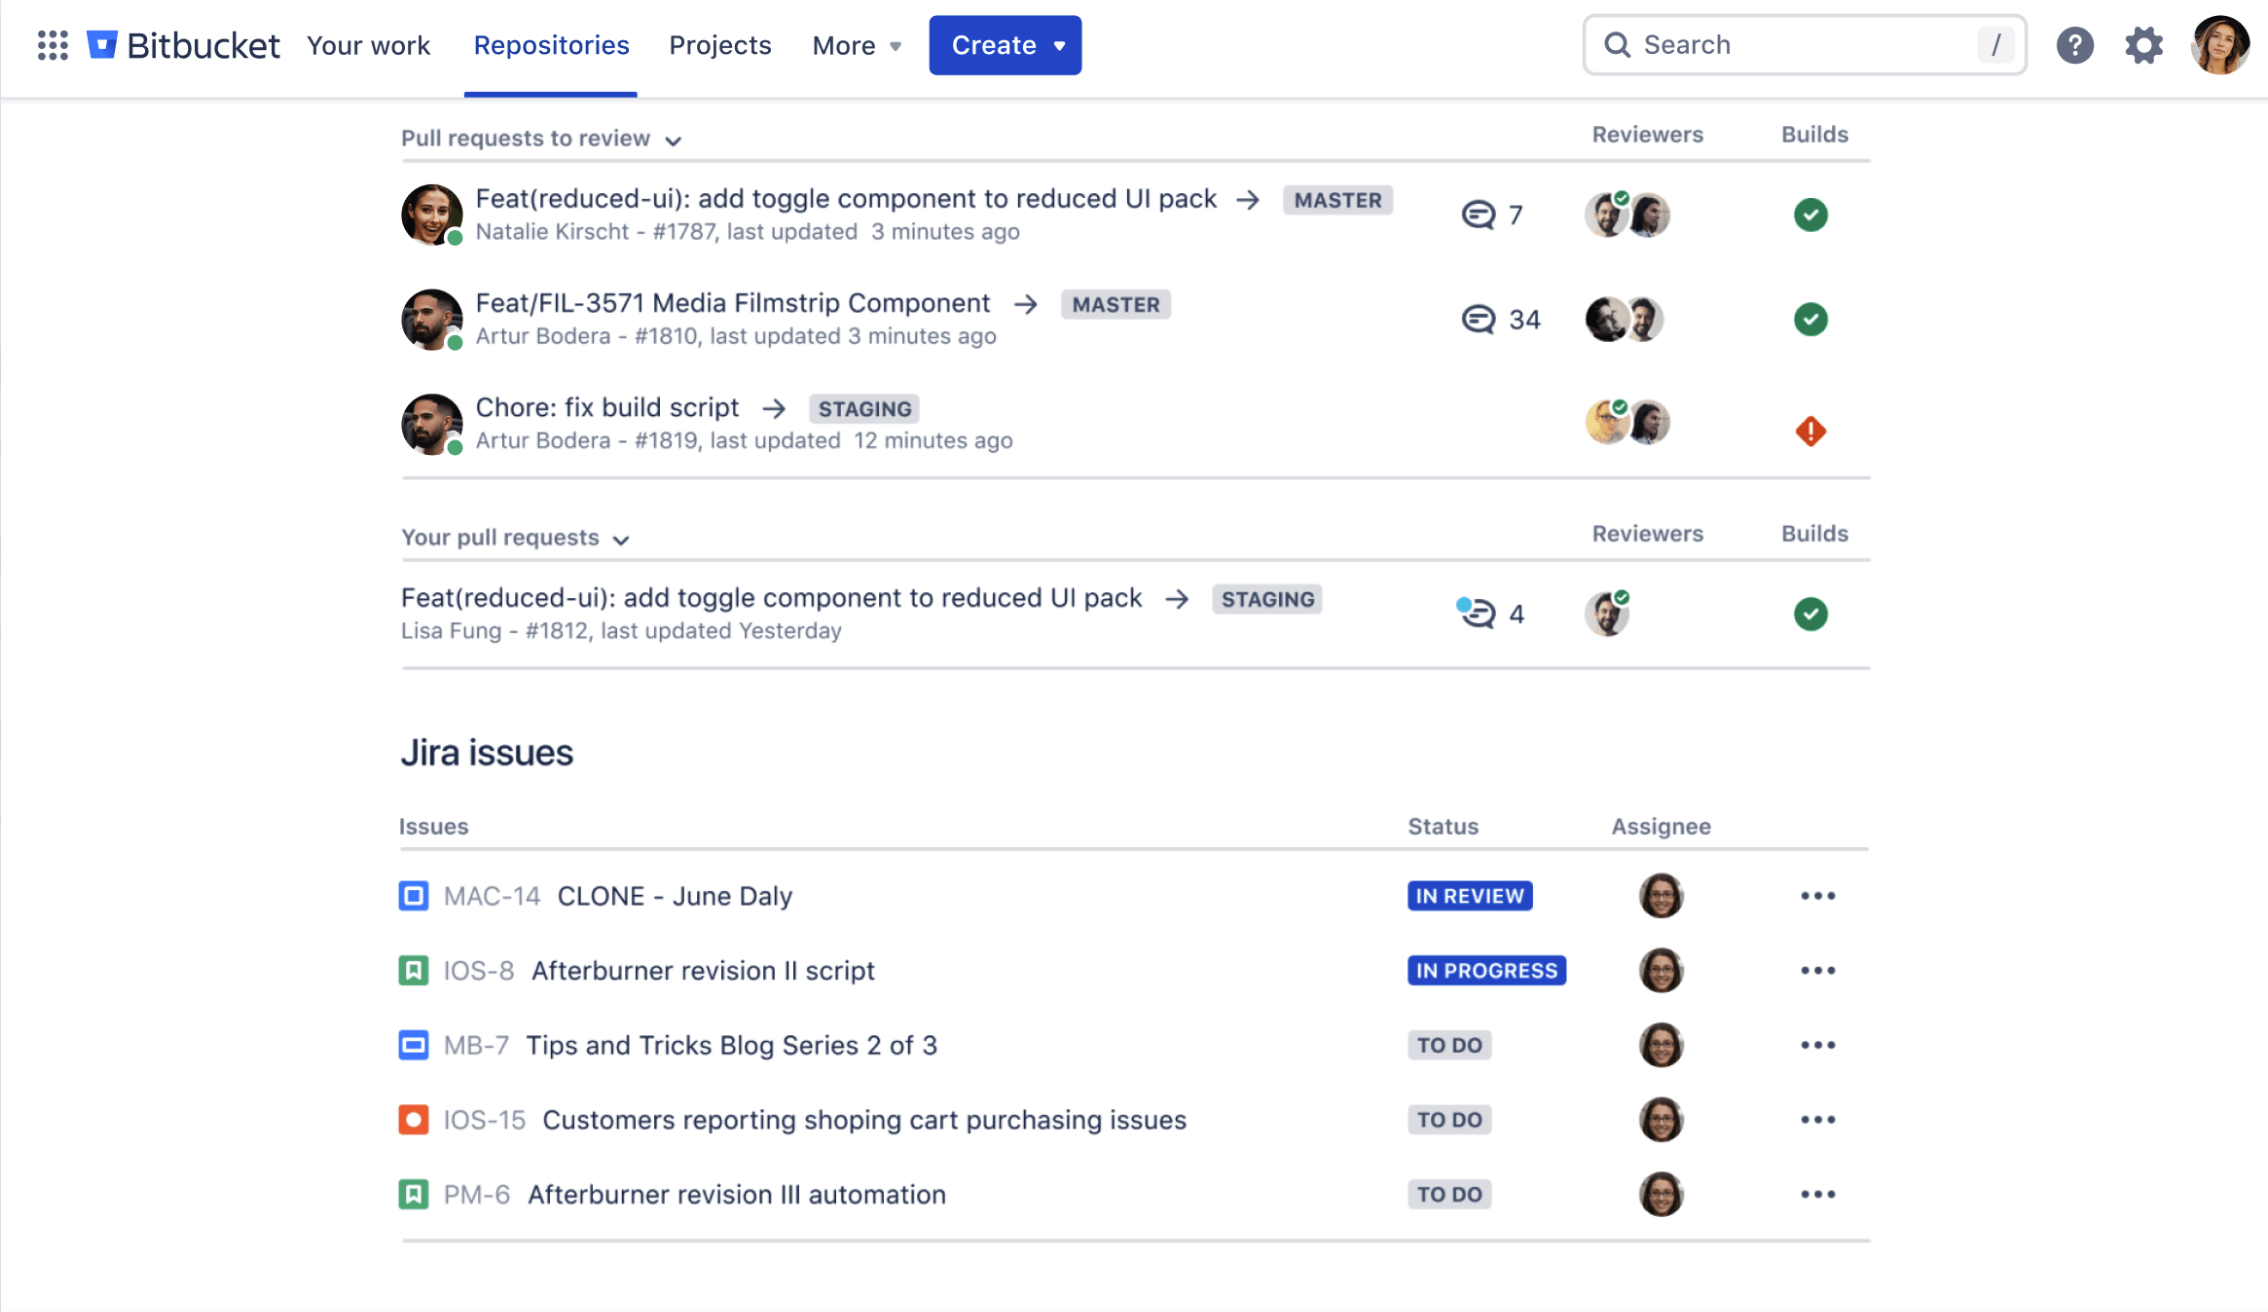 Bitbucket Your work Repositories Projects More Create Search /
Pull requests to review Reviewers Builds
Feat(reduced-ui): add toggle component to reduced UI pack → MASTER 7
Natalie Kirscht - #1787, last updated 3 minutes ago
Feat/FIL-3571 Media Filmstrip Component → MASTER 34
Artur Bodera - #1810, last updated 3 minutes ago
Chore: fix build script → STAGING
Artur Bodera - #1819, last updated 12 minutes ago
Your pull requests Reviewers Builds
Feat(reduced-ui): add toggle component to reduced UI pack → STAGING 4
Lisa Fung - #1812, last updated Yesterday
Jira issues
Issues Status Assignee
MAC-14 CLONE - June Daly IN REVIEW
IOS-8 Afterburner revision II script IN PROGRESS
MB-7 Tips and Tricks Blog Series 2 of 3 TO DO
IOS-15 Customers reporting shoping cart purchasing issues TO DO
PM-6 Afterburner revision III automation TO DO